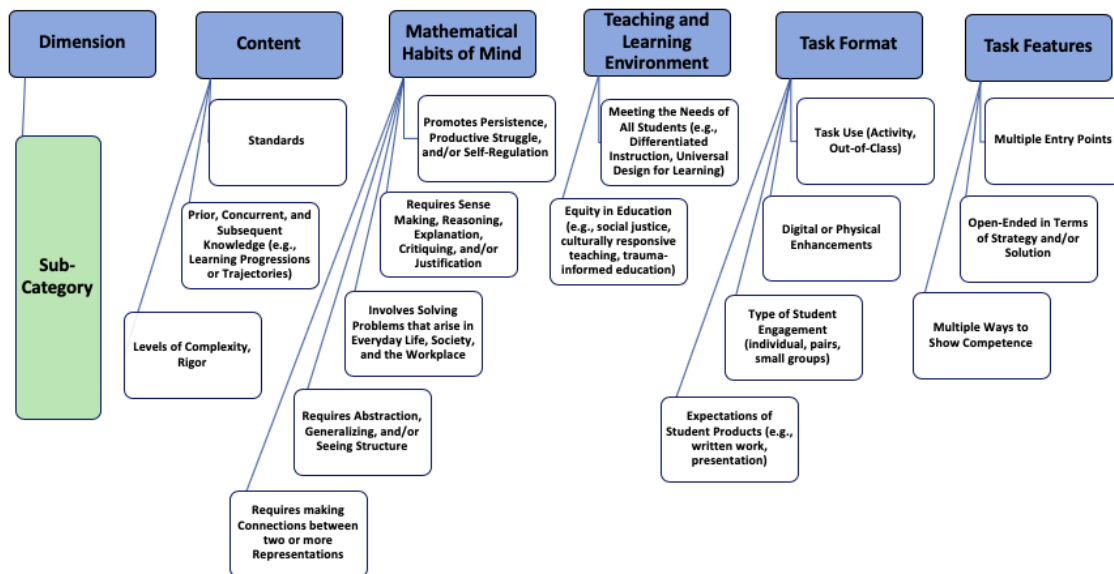 Dimension
Content
Mathematical
Habits of Mind
Teaching and
Learning
Environment
Task Format
Task Features
Sub-
Category
Standards
Prior, Concurrent, and
Subsequent
Knowledge (e.g.,
Learning Progressions
or Trajectories)
Levels of Complexity,
Rigor
Promotes Persistence,
Productive Struggle,
and/or Self-Regulation
Requires Sense
Making, Reasoning,
Explanation,
Critiquing, and/or
Justification
Involves Solving
Problems that arise in
Everyday Life, Society,
and the Workplace
Requires Abstraction,
Generalizing, and/or
Seeing Structure
Requires making
Connections between
two or more
Representations
Meeting the Needs of
All Students (e.g.,
Differentiated
Instruction, Universal
Design for Learning)
Equity in Education
(e.g., social justice,
culturally responsive
teaching, trauma-
informed education)
Task Use (Activity,
Out-of-Class)
Digital or Physical
Enhancements
Type of Student
Engagement
(individual, pairs,
small groups)
Expectations of
Student Products (e.g.,
written work,
presentation)
Multiple Entry Points
Open-Ended in Terms
of Strategy and/or
Solution
Multiple Ways to
Show Competence